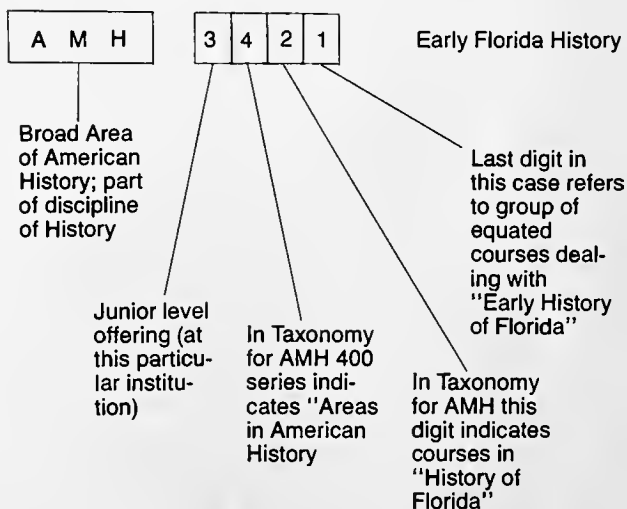 A M H 3 4 2 1 Early Florida History
Broad Area
of American
History; part
of discipline
of History
Last digit in
this case refers
to group of
equated
courses deal-
ing with
"Early History
of Florida"
Junior level
offering (at
this particu-
lar institu-
tion)
In Taxonomy
for AMH 400
series indi-
cates "Areas
in American
History
In Taxonomy
for AMH this
digit indicates
courses in
"History of
Florida"